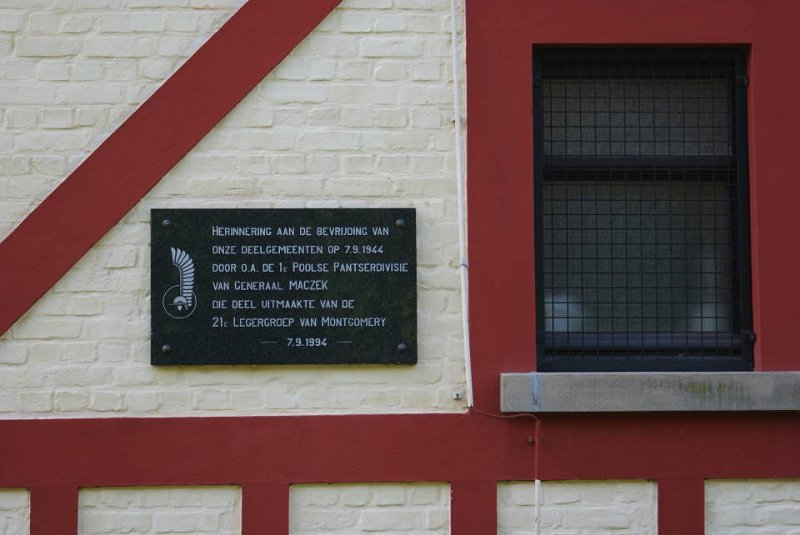 Herinnering aan de bevrijding van
onze deelgemeenten op 7.9.1944
door o.a. de 1e Poolse Pantserdivisie
van Generaal Maczek
die deel uitmaakte van de
21e Legergroep van Montgomery
— 7.9.1994 —